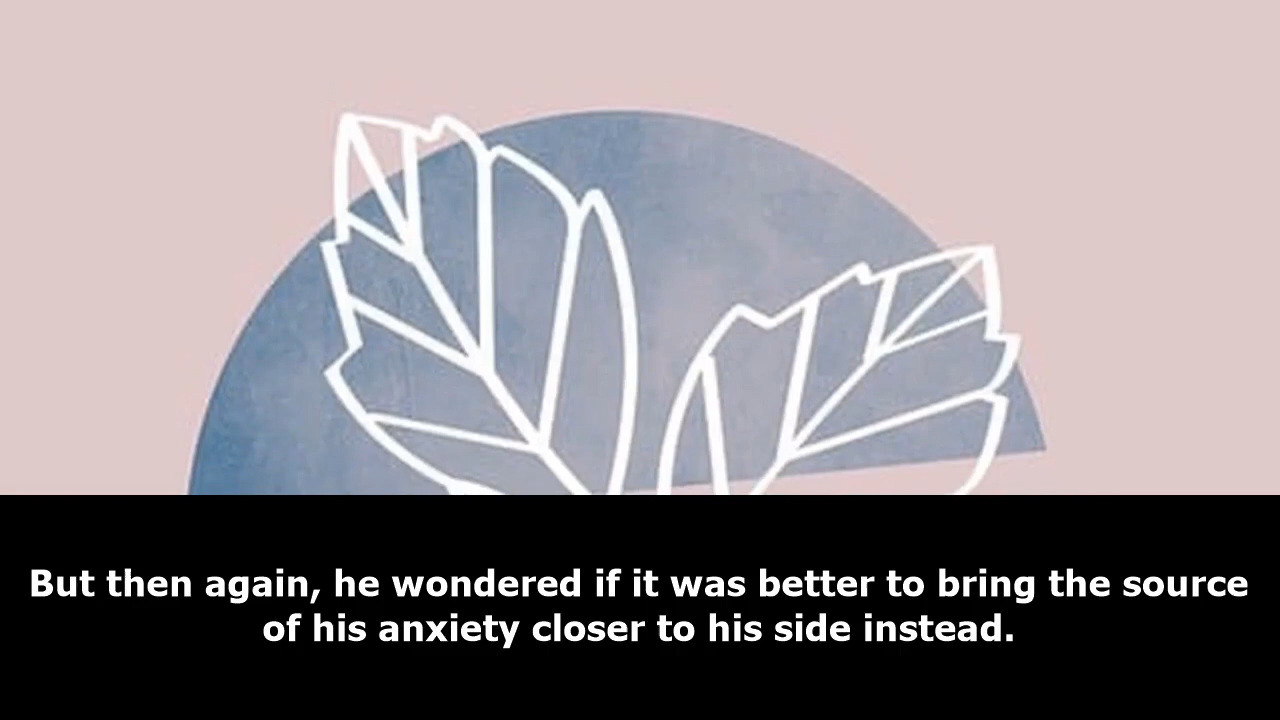 But then again, he wondered if it was better to bring the source
of his anxiety closer to his side instead.